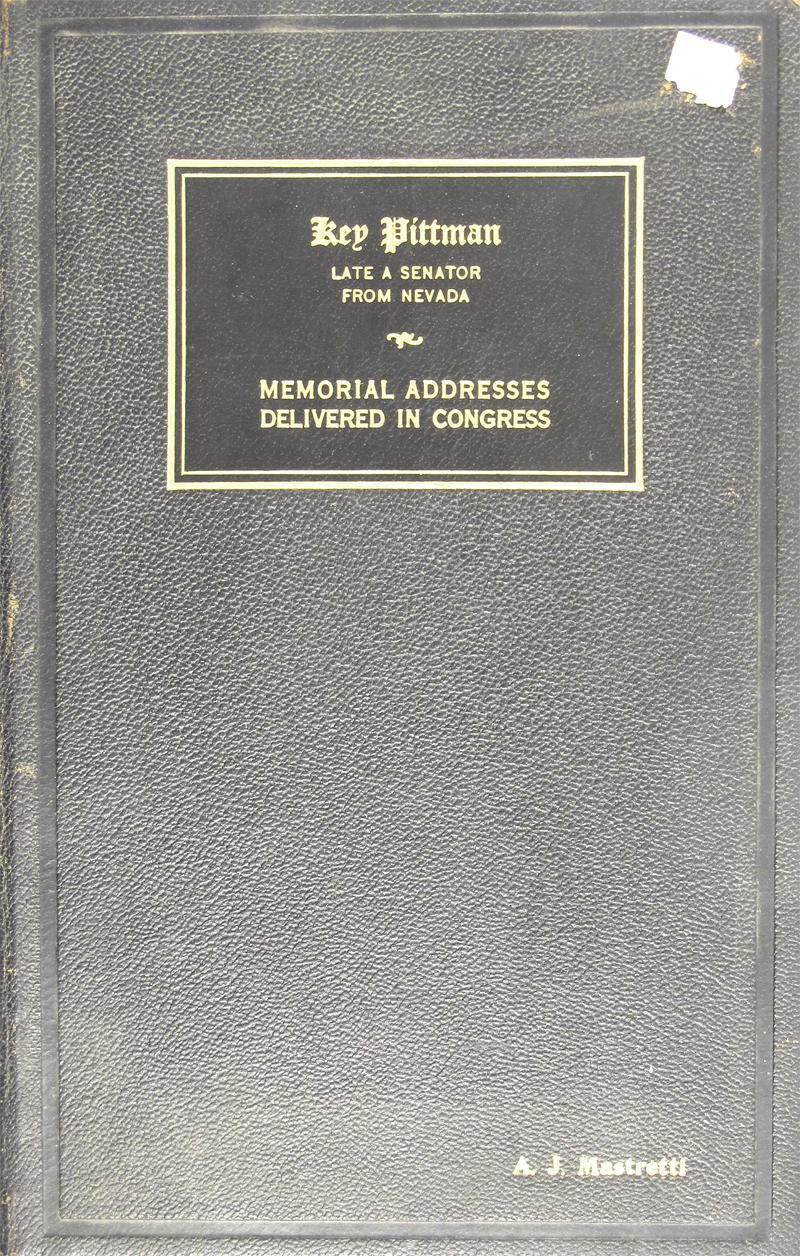 Key Pittman
LATE A SENATOR
FROM NEVADA
MEMORIAL ADDRESSES
DELIVERED IN CONGRESS
A. J. Mastretti